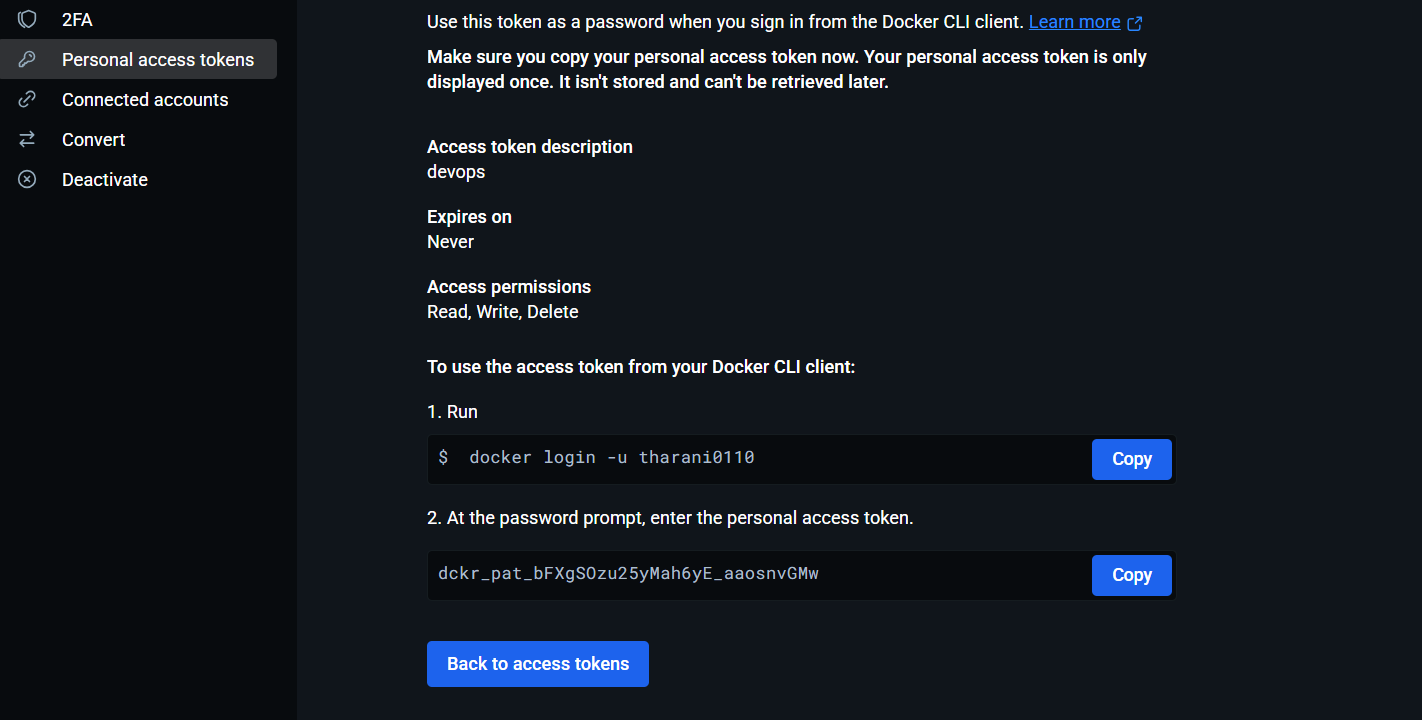 2FA
Personal access tokens
Connected accounts
Convert
Deactivate
Use this token as a password when you sign in from the Docker CLI client. Learn more
Make sure you copy your personal access token now. Your personal access token is only
displayed once. It isn't stored and can't be retrieved later.
Access token description
devops
Expires on
Never
Access permissions
Read, Write, Delete
To use the access token from your Docker CLI client:
1. Run
$ docker login -u tharani0110
Copy
2. At the password prompt, enter the personal access token.
dckr_pat_bFXgSOzu25yMah6yE_aaosnvGMw
Copy
Back to access tokens